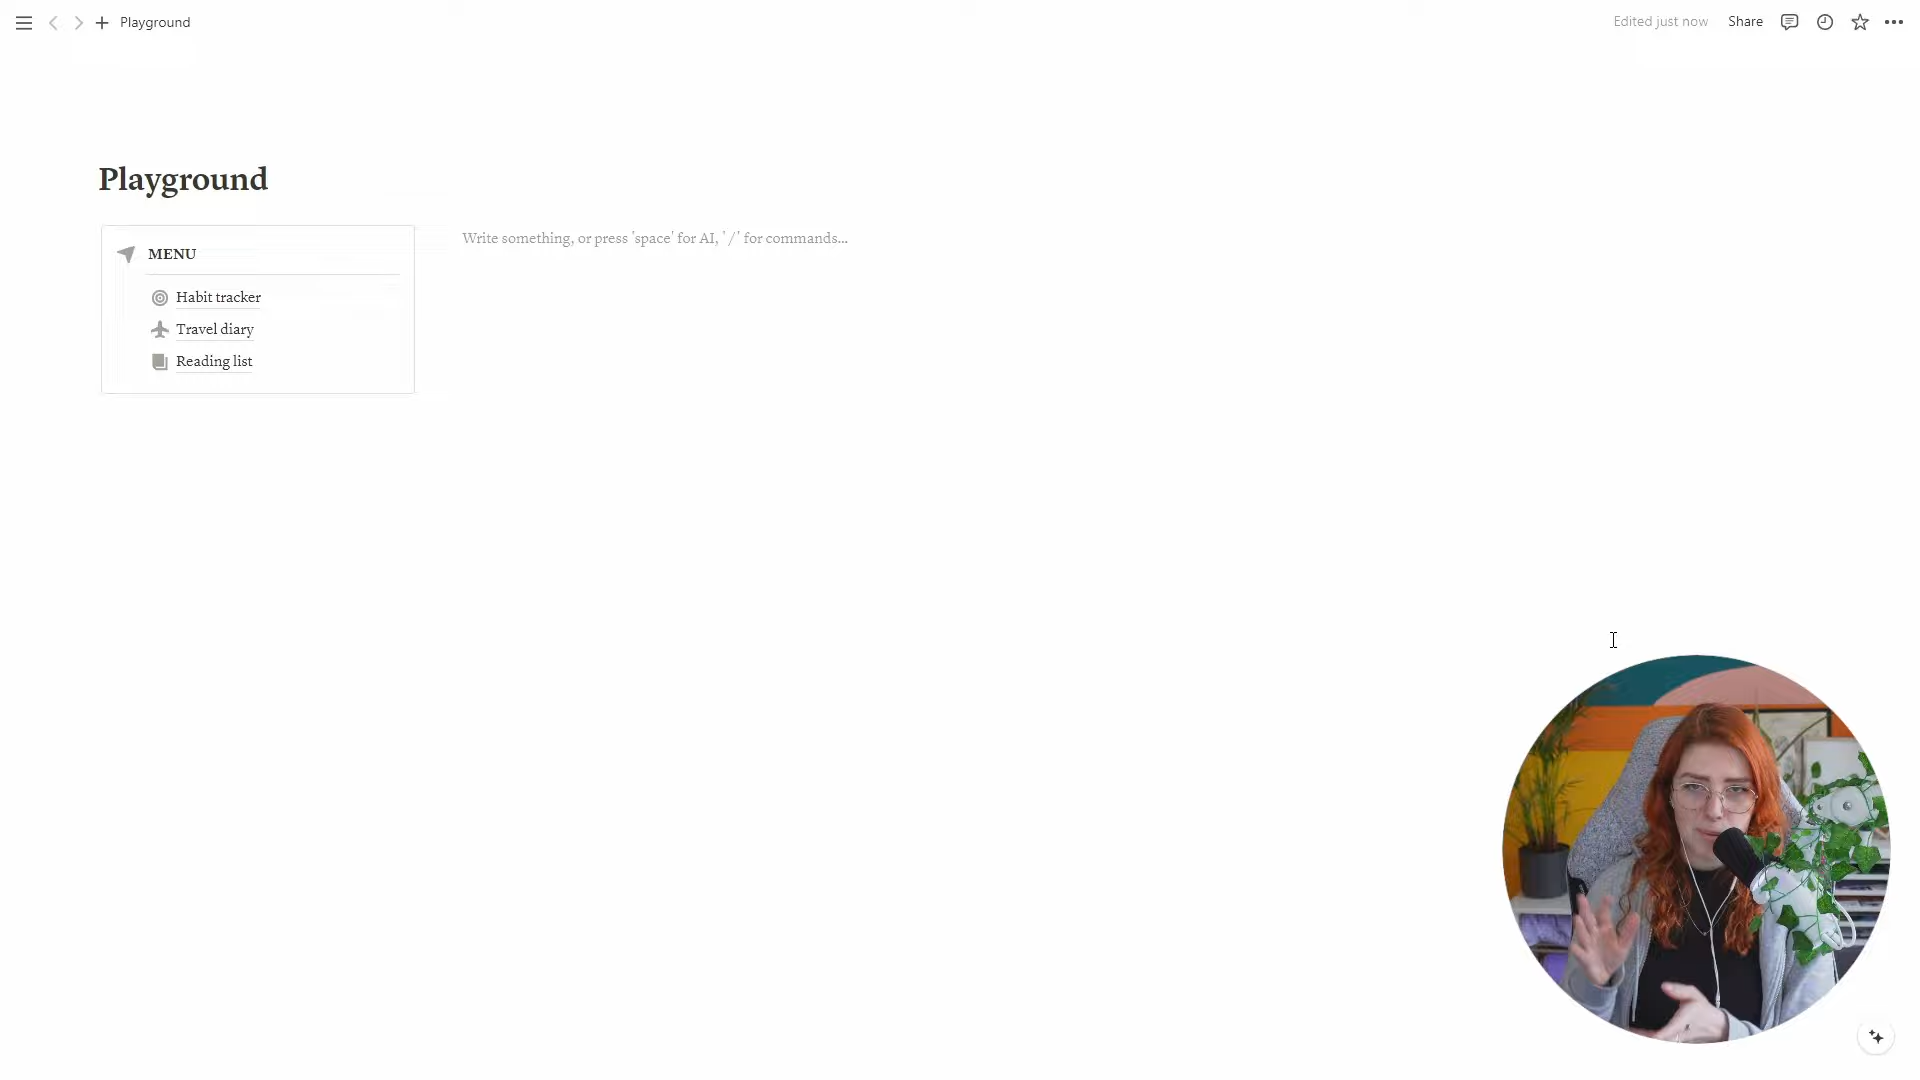 Playground
Edited just now
Share
Playground
MENU
Write something, or press 'space' for AI, '/' for commands...
Habit tracker
Travel diary
Reading list